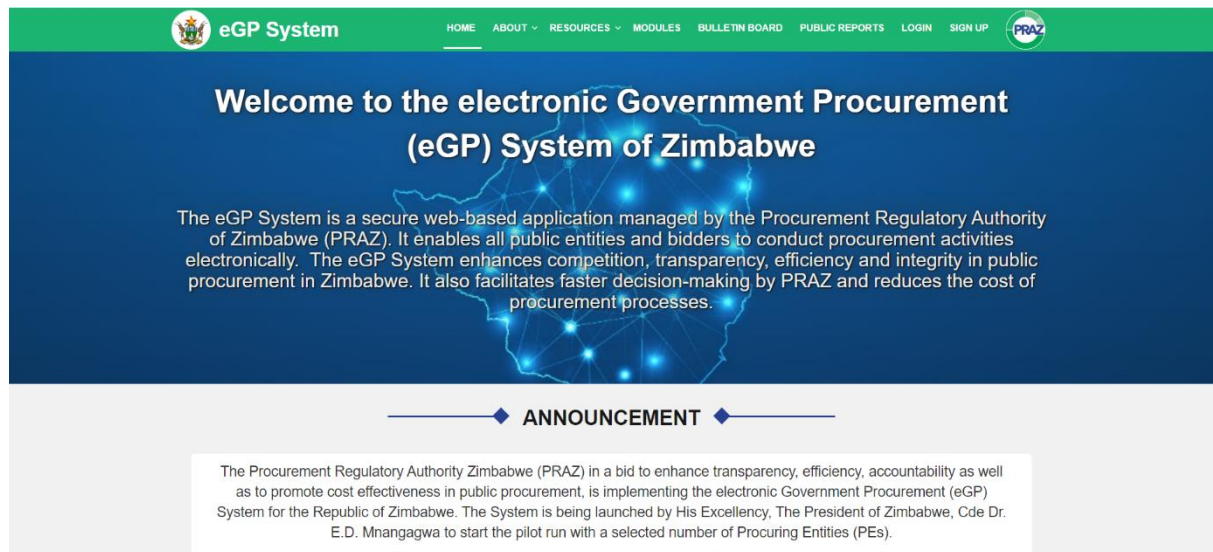 eGP System
HOME ABOUT RESOURCES MODULES BULLETIN BOARD PUBLIC REPORTS LOGIN SIGN UP
PRAZ
Welcome to the electronic Government Procurement
(eGP) System of Zimbabwe
The eGP System is a secure web-based application managed by the Procurement Regulatory Authority
of Zimbabwe (PRAZ). It enables all public entities and bidders to conduct procurement activities
electronically. The eGP System enhances competition, transparency, efficiency and integrity in public
procurement in Zimbabwe. It also facilitates faster decision-making by PRAZ and reduces the cost of
procurement processes.
ANNOUNCEMENT
The Procurement Regulatory Authority Zimbabwe (PRAZ) in a bid to enhance transparency, efficiency, accountability as well
as to promote cost effectiveness in public procurement, is implementing the electronic Government Procurement (eGP)
System for the Republic of Zimbabwe. The System is being launched by His Excellency, The President of Zimbabwe, Cde Dr.
E.D. Mnangagwa to start the pilot run with a selected number of Procuring Entities (PEs).